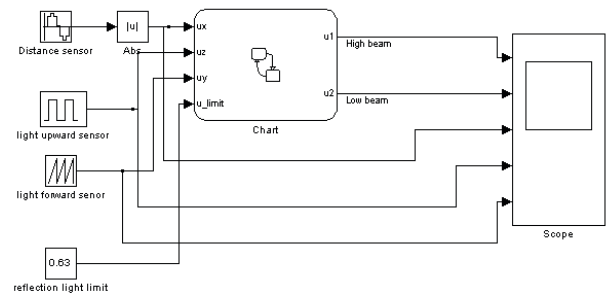 Distance sensor
|u|
Abs
light upward sensor
light forward senor
0.63
reflection light limit
ux
uz
uy
u_limit
u1
u2
Chart
High beam
Low beam
Scope